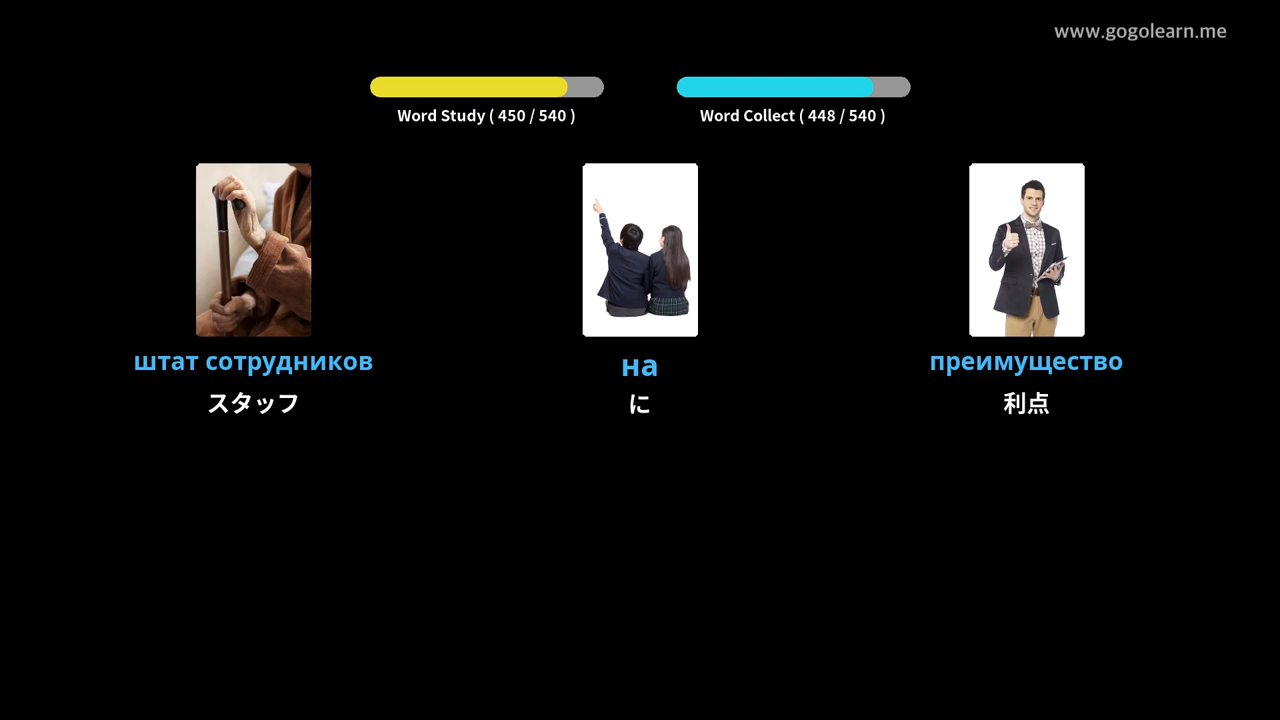 www.gogolearn.me
Word Study ( 450 / 540 )
Word Collect ( 448 / 540 )
штат сотрудников
スタッフ
на
に
преимущество
利点